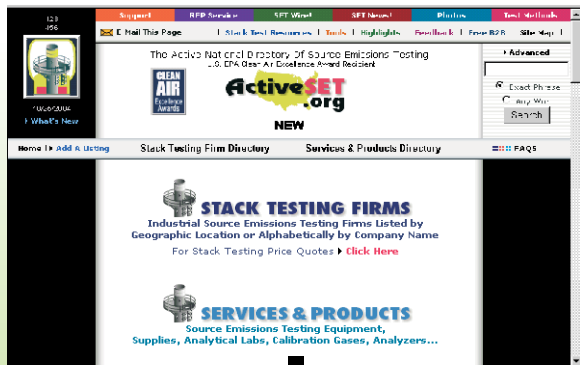 Support RFP Service SET Wire! SET News! Photos Test Methods
E Mail This Page | Stack Test Resources | Tools | Highlights Feedback | Free B2B Site Map |
The Active National Directory Of Source Emissions Testing
U.S. EPA Clean Air Excellence Award Recipient
CLEAN
AIR
Excellence
Awards
ActiveSET
.org
NEW
Advanced
Exact Phrase
Any
Search
10/26/2004
What's New
Home | Add A Listing Stack Testing Firm Directory Services & Products Directory FAQS
STACK TESTING FIRMS
Industrial Source Emissions Testing Firms Listed by
Geographic Location or Alphabetically by Company Name
For Stack Testing Price Quotes Click Here
SERVICES & PRODUCTS
Source Emissions Testing Equipment,
Supplies, Analytical Labs, Calibration Gases, Analyzers...